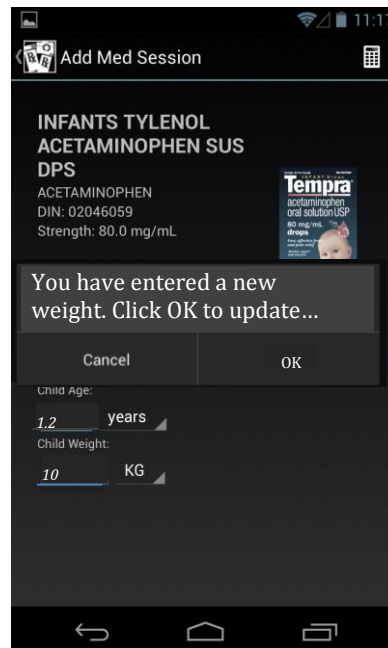 11:1
Add Med Session
INFANTS TYLENOL
ACETAMINOPHEN SUS
DPS
ACETAMINOPHEN
DIN: 02046059
Strength: 80.0 mg/mL
Tempra
acetaminophen
oral solution USP
80 mg/mL
drops
You have entered a new
weight. Click OK to update…
Cancel
OK
Child Age:
1.2 years
Child Weight:
10 KG